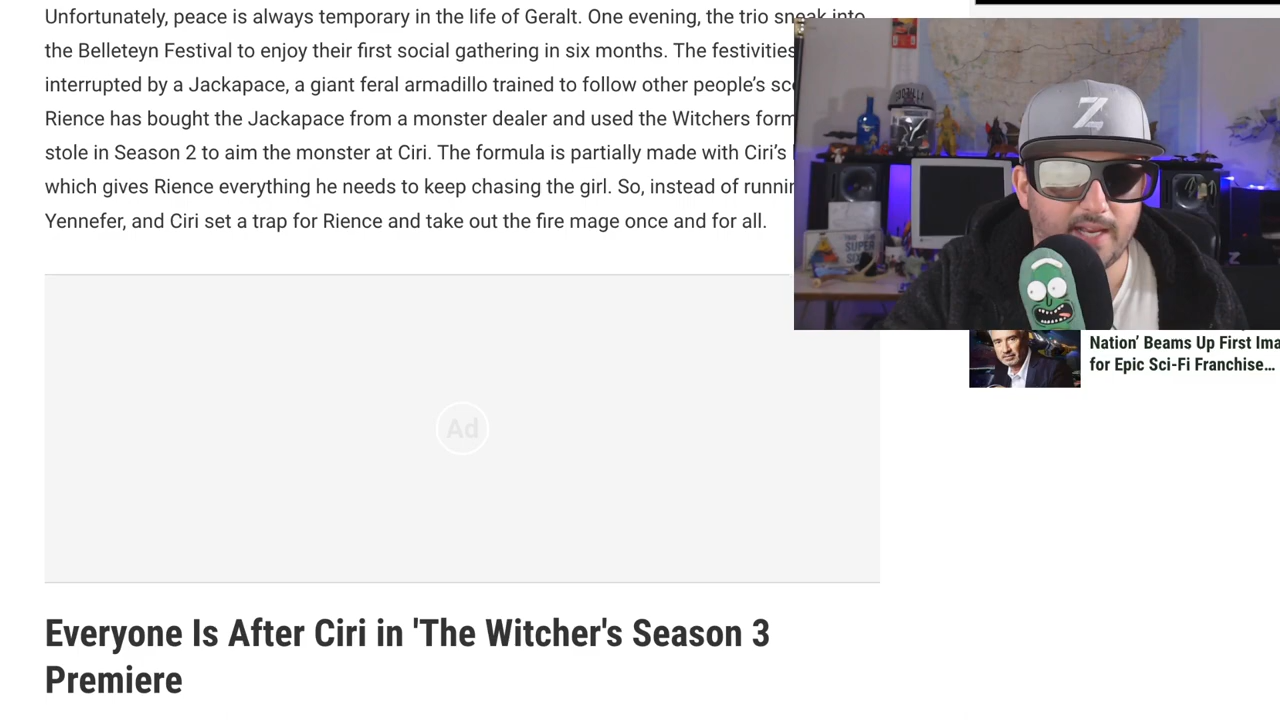 Unfortunately, peace is always temporary in the life of Geralt. One evening, the trio sneak into
the Belleteyn Festival to enjoy their first social gathering in six months. The festivities
interrupted by a Jackapace, a giant feral armadillo trained to follow other people’s
Rience has bought the Jackapace from a monster dealer and used the Witchers
stole in Season 2 to aim the monster at Ciri. The formula is partially made with Ciri’s
which gives Rience everything he needs to keep chasing the girl. So, instead of
Yennefer, and Ciri set a trap for Rience and take out the fire mage once and for all.
Z
SUPER
Nation’ Beams Up First
for Epic Sci-Fi Franchise…
Ad
Everyone Is After Ciri in 'The Witcher's Season 3
Premiere